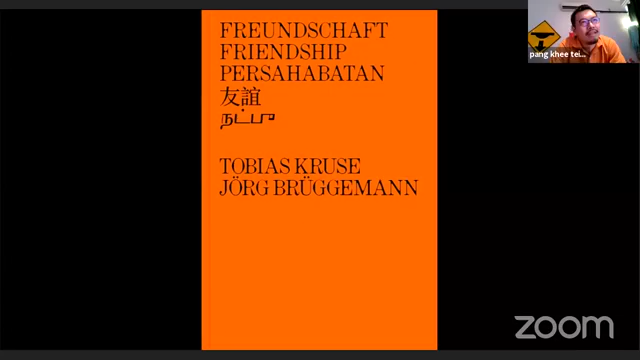 FREUNDSCHAFT
FRIENDSHIP
PERSAHABATAN
友誼
நட்பு
TOBIAS KRUSE
JÖRG BRÜGGEMANN
pang khee tei...
zoom